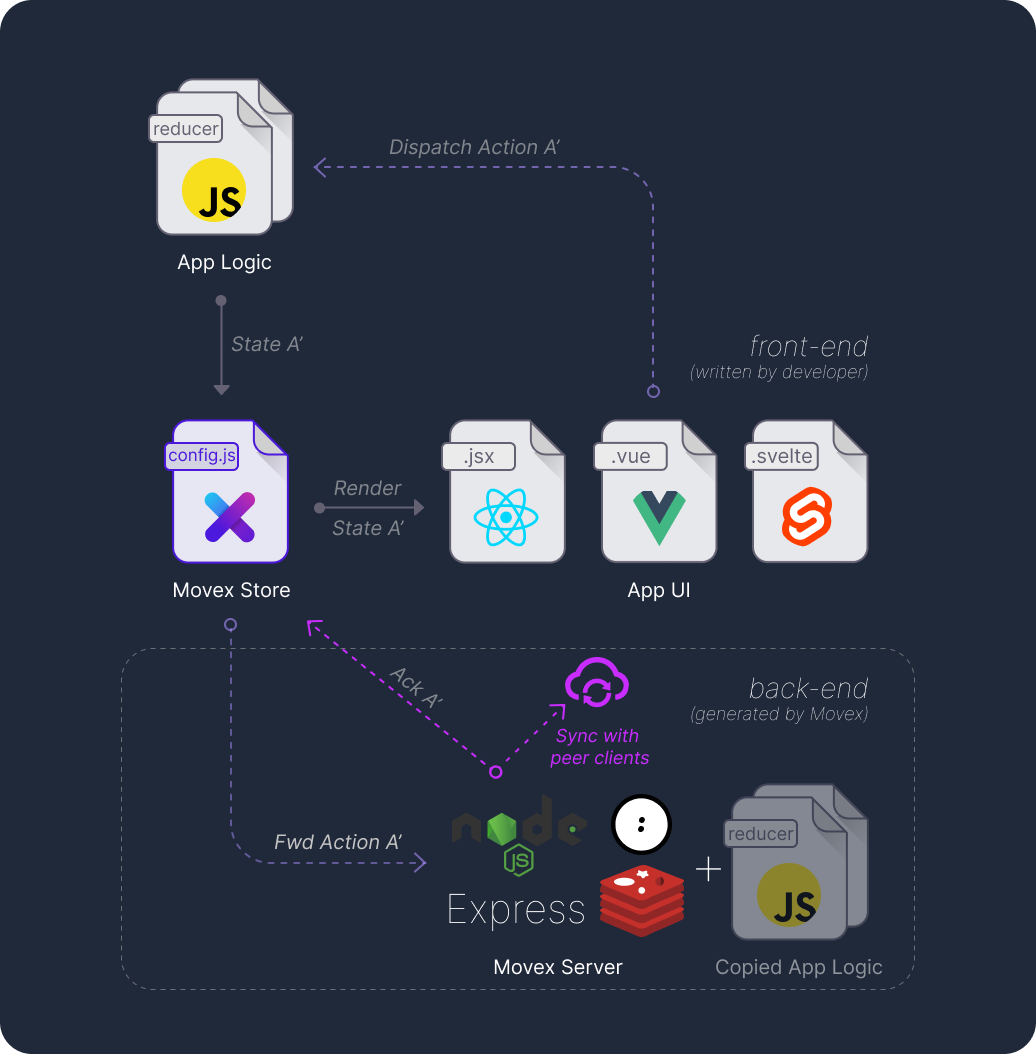 Dispatch Action A’
reducer
JS
App Logic
State A’
front-end
(written by developer)
config.js
.jsx
.vue
.svelte
Render
State A’
Movex Store
App UI
Ack A’
back-end
(generated by Movex)
Sync with
peer clients
node
JS
:
reducer
JS
Fwd Action A’
+
Express
Movex Server
Copied App Logic